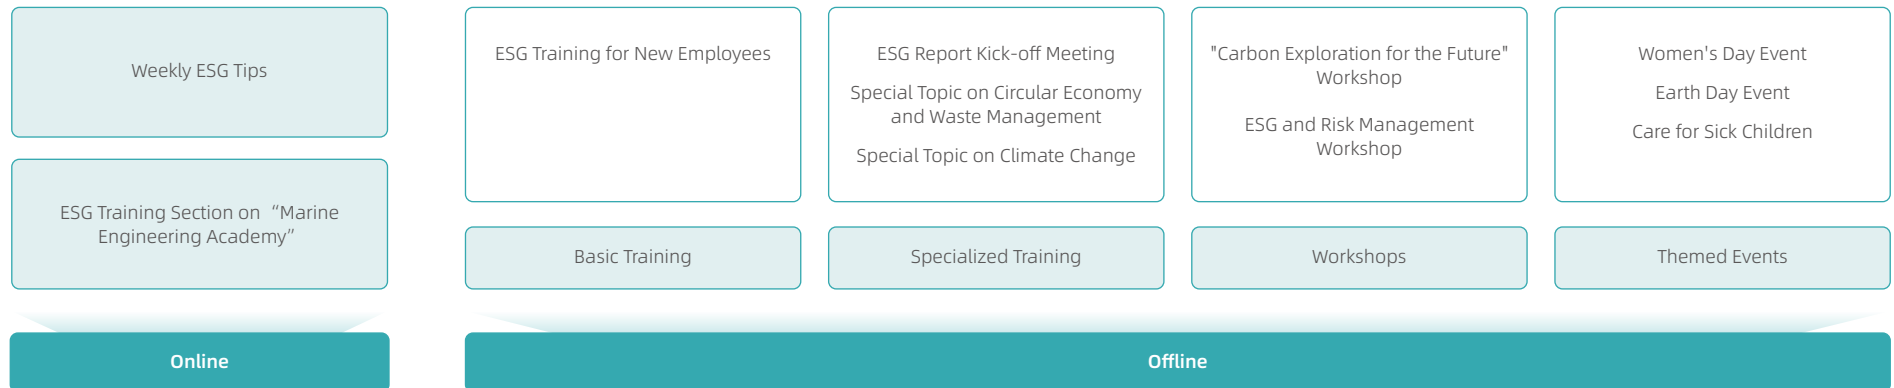 Weekly ESG Tips
ESG Training Section on “Marine
Engineering Academy”
Online
ESG Training for New Employees
Basic Training
ESG Report Kick-off Meeting
Special Topic on Circular Economy
and Waste Management
Special Topic on Climate Change
Specialized Training
"Carbon Exploration for the Future"
Workshop
ESG and Risk Management
Workshop
Workshops
Women's Day Event
Earth Day Event
Care for Sick Children
Themed Events
Offline